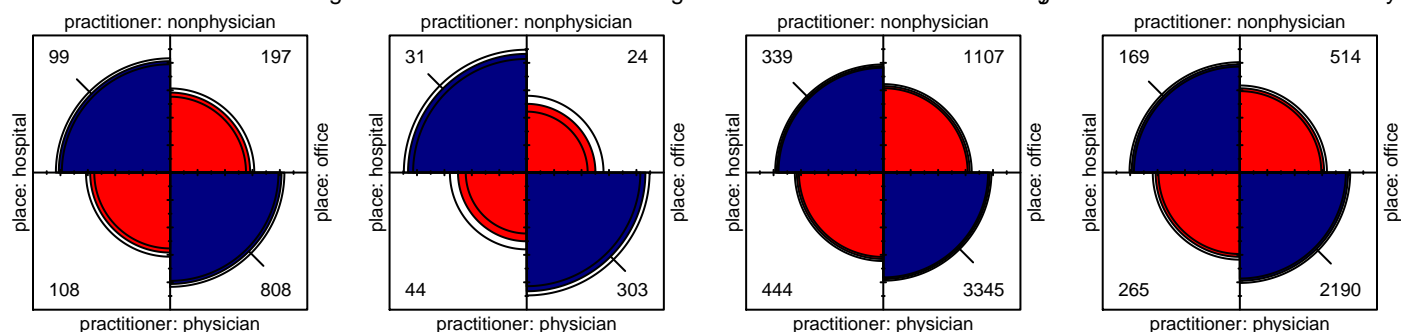 practitioner: nonphysician
99 197
place: hospital
place: office
108 808
practitioner: physician
practitioner: nonphysician
31 24
place: hospital
place: office
44 303
practitioner: physician
practitioner: nonphysician
339 1107
place: hospital
place: office
444 3345
practitioner: physician
practitioner: nonphysician
169 514
place: hospital
place: office
265 2190
practitioner: physician